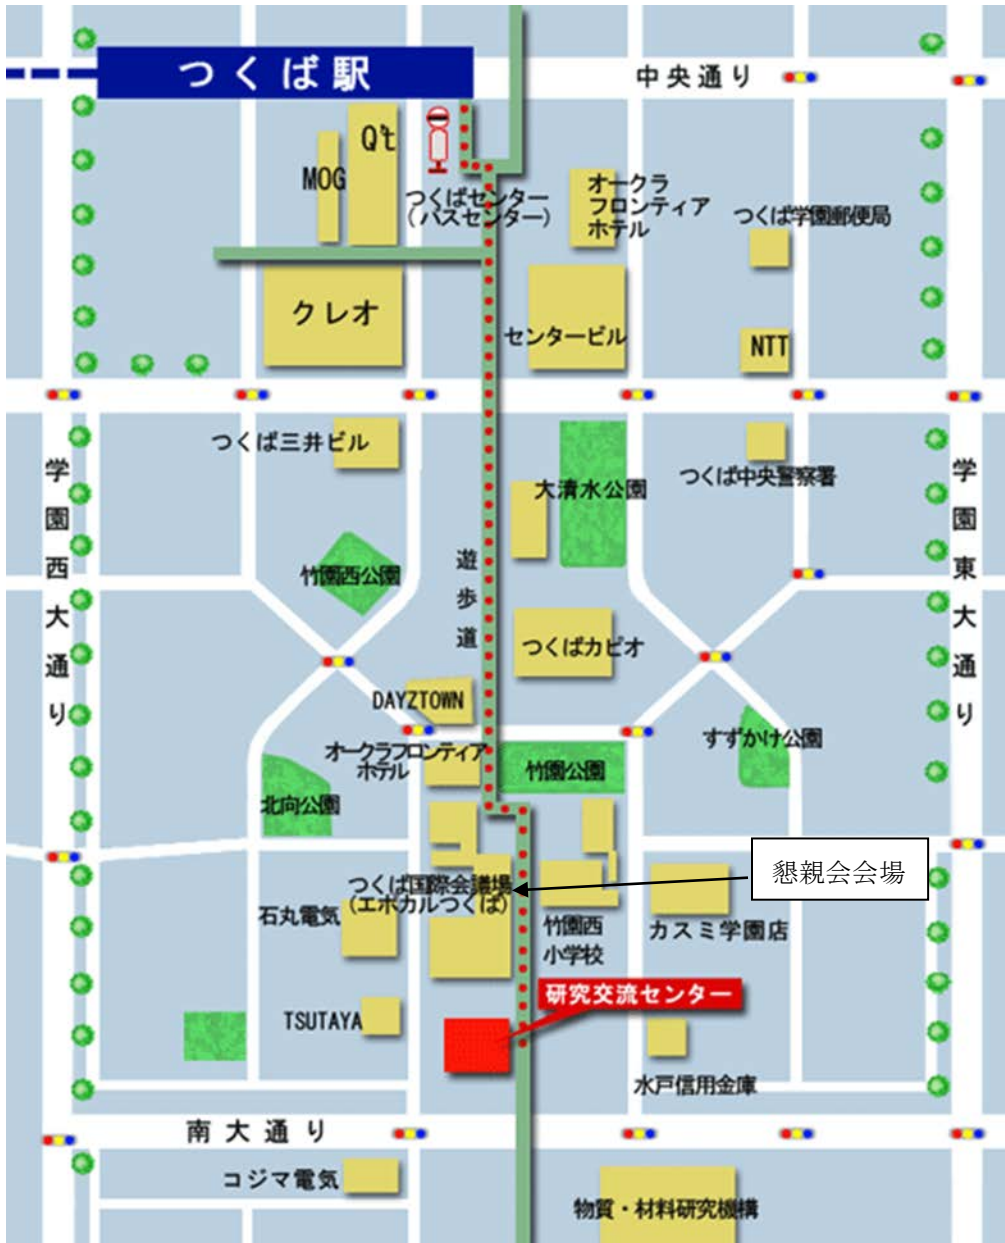 つくば駅
中央通り
Q't
MOG
つくばセンター
(バスセンター)
オークラ
フロンティア
ホテル
つくば学園郵便局
クレオ
センタービル
NTT
つくば三井ビル
大清水公園
つくば中央警察署
学園西大通り
学園東大通り
遊歩道
竹園西公園
つくばカピオ
DAYZTOWN
すずかけ公園
オークラフロンティア
ホテル
竹園公園
北向公園
懇親会会場
つくば国際会議場
(エポカルつくば)
石丸電気
竹園西
小学校
カスミ学園店
研究交流センター
TSUTAYA
水戸信用金庫
南大通り
コジマ電気
物質・材料研究機構